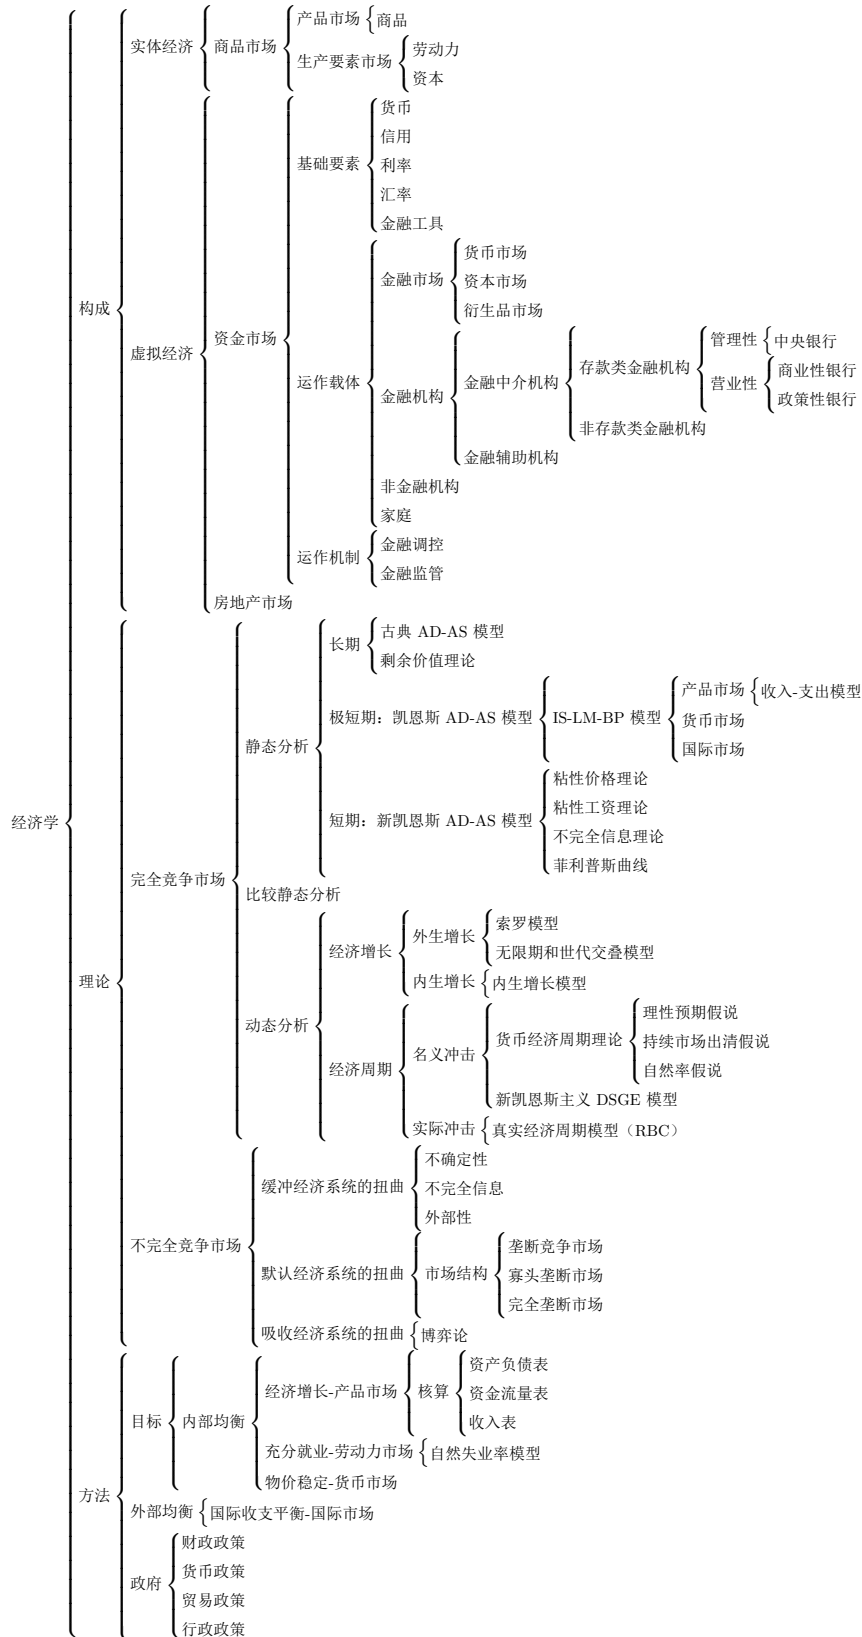 经济学
构成
实体经济
商品市场
产品市场
商品
生产要素市场
劳动力
资本
虚拟经济
资金市场
基础要素
货币
信用
利率
汇率
金融工具
运作载体
金融市场
货币市场
资本市场
衍生品市场
金融机构
金融中介机构
存款类金融机构
管理性
中央银行
营业性
商业性银行
政策性银行
非存款类金融机构
金融辅助机构
非金融机构
家庭
运作机制
金融调控
金融监管
房地产市场
理论
完全竞争市场
静态分析
长期
古典 AD-AS 模型
剩余价值理论
极短期：凯恩斯 AD-AS 模型
IS-LM-BP 模型
产品市场
收入-支出模型
货币市场
国际市场
短期：新凯恩斯 AD-AS 模型
粘性价格理论
粘性工资理论
不完全信息理论
菲利普斯曲线
比较静态分析
动态分析
经济增长
外生增长
索罗模型
无限期和世代交叠模型
内生增长
内生增长模型
经济周期
名义冲击
货币经济周期理论
理性预期假说
持续市场出清假说
自然率假说
新凯恩斯主义 DSGE 模型
实际冲击
真实经济周期模型（RBC）
不完全竞争市场
缓冲经济系统的扭曲
不确定性
不完全信息
外部性
默认经济系统的扭曲
市场结构
垄断竞争市场
寡头垄断市场
完全垄断市场
吸收经济系统的扭曲
博弈论
方法
目标
内部均衡
经济增长-产品市场
核算
资产负债表
资金流量表
收入表
充分就业-劳动力市场
自然失业率模型
物价稳定-货币市场
外部均衡
国际收支平衡-国际市场
政府
财政政策
货币政策
贸易政策
行政政策